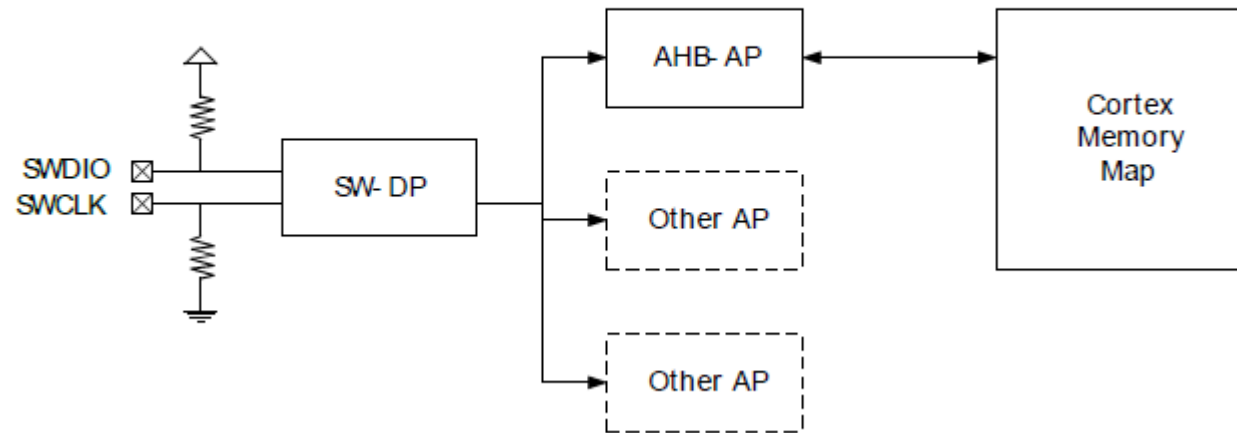 SWDIO
SWCLK
SW-DP
AHB-AP
Other AP
Other AP
Cortex
Memory
Map